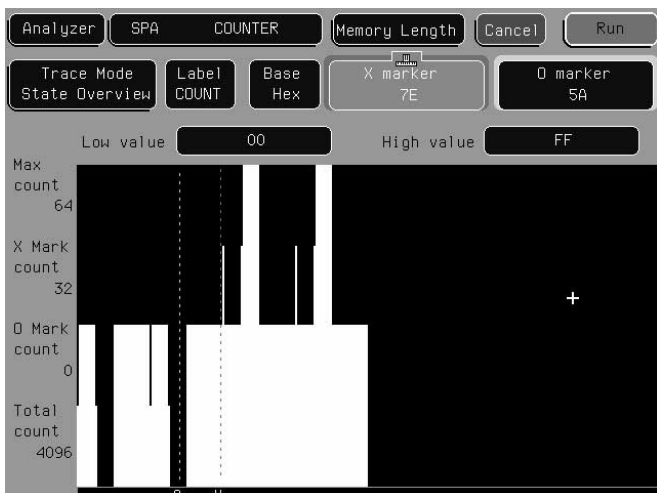 Analyzer SPA COUNTER Memory Length Cancel Run
Trace Mode Label Base X marker O marker
State Overview COUNT Hex 7E 5A
Low value 00 High value FF
Max
count
64
X Mark
count
32
O Mark
count
0
Total
count
4096